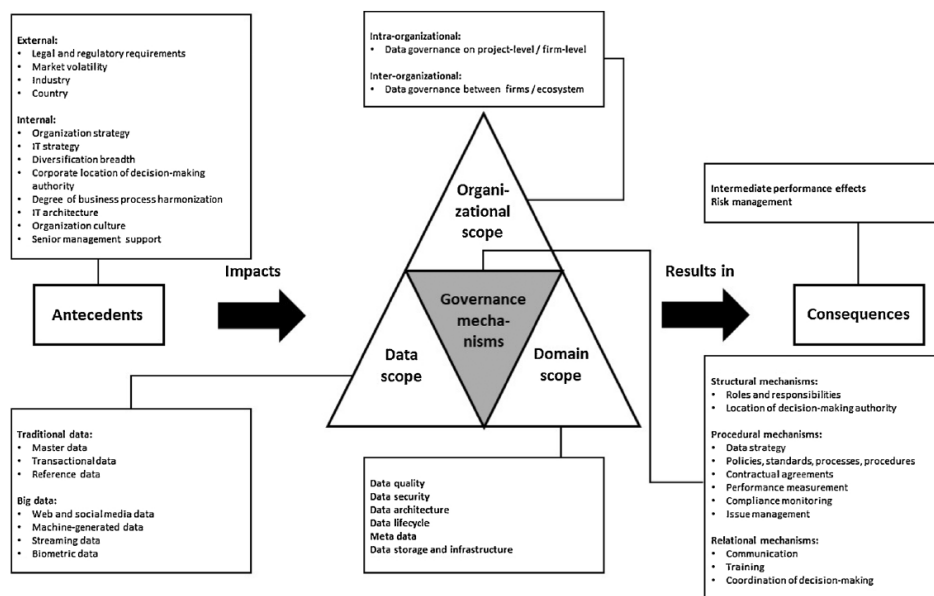 External:
• Legal and regulatory requirements
• Market volatility
• Industry
• Country
Internal:
• Organization strategy
• IT strategy
• Diversification breadth
• Corporate location of decision-making
authority
• Degree of business process harmonization
• IT architecture
• Organization culture
• Senior management support
Antecedents
Impacts
Intra-organizational:
• Data governance on project-level / firm-level
Inter-organizational:
• Data governance between firms / ecosystem
Organi-
zational
scope
Governance
mecha-
nisms
Data
scope
Domain
scope
Results in
Intermediate performance effects
Risk management
Consequences
Traditional data:
• Master data
• Transactional data
• Reference data
Big data:
• Web and social media data
• Machine-generated data
• Streaming data
• Biometric data
Data quality
Data security
Data architecture
Data lifecycle
Meta data
Data storage and infrastructure
Structural mechanisms:
• Roles and responsibilities
• Location of decision-making authority
Procedural mechanisms:
• Data strategy
• Policies, standards, processes, procedures
• Contractual agreements
• Performance measurement
• Compliance monitoring
• Issue management
Relational mechanisms:
• Communication
• Training
• Coordination of decision-making